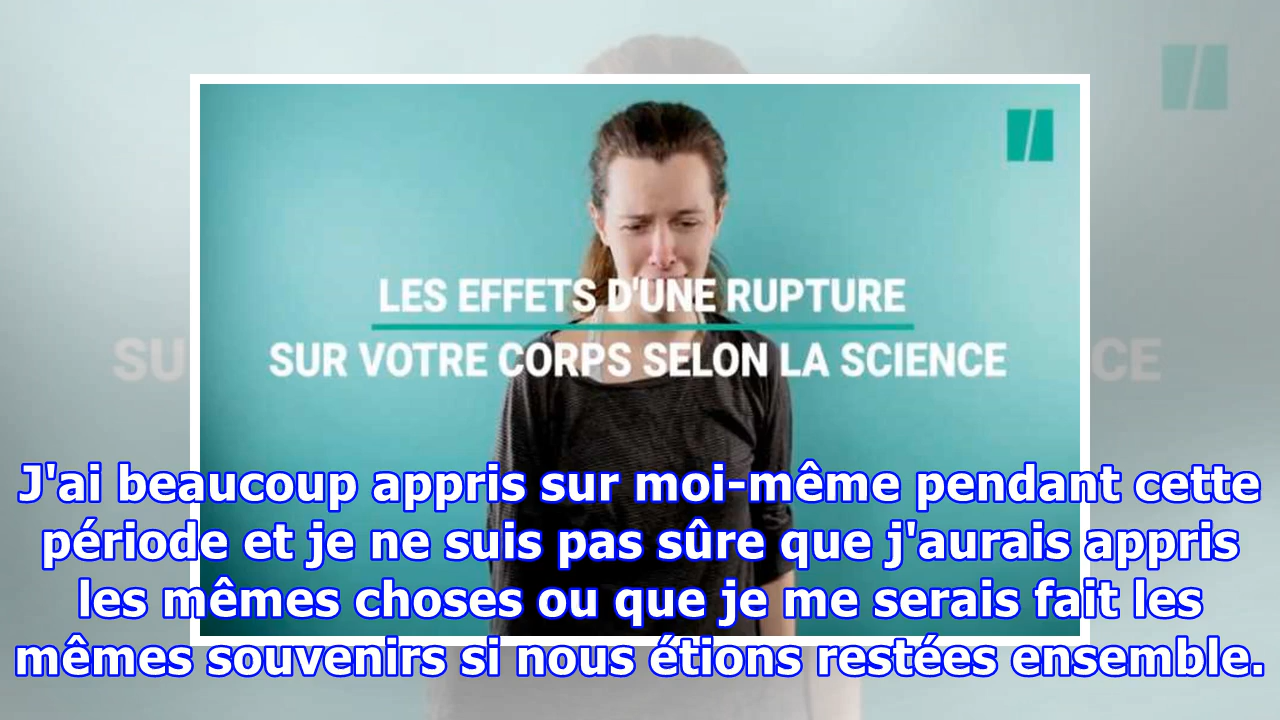 LES EFFETS D'UNE RUPTURE
SUR VOTRE CORPS SELON LA SCIENCE
SU
CE
J'ai beaucoup appris sur moi-même pendant cette
période et je ne suis pas sûre que j'aurais appris
les mêmes choses ou que je me serais fait les
mêmes souvenirs si nous étions restées ensemble.